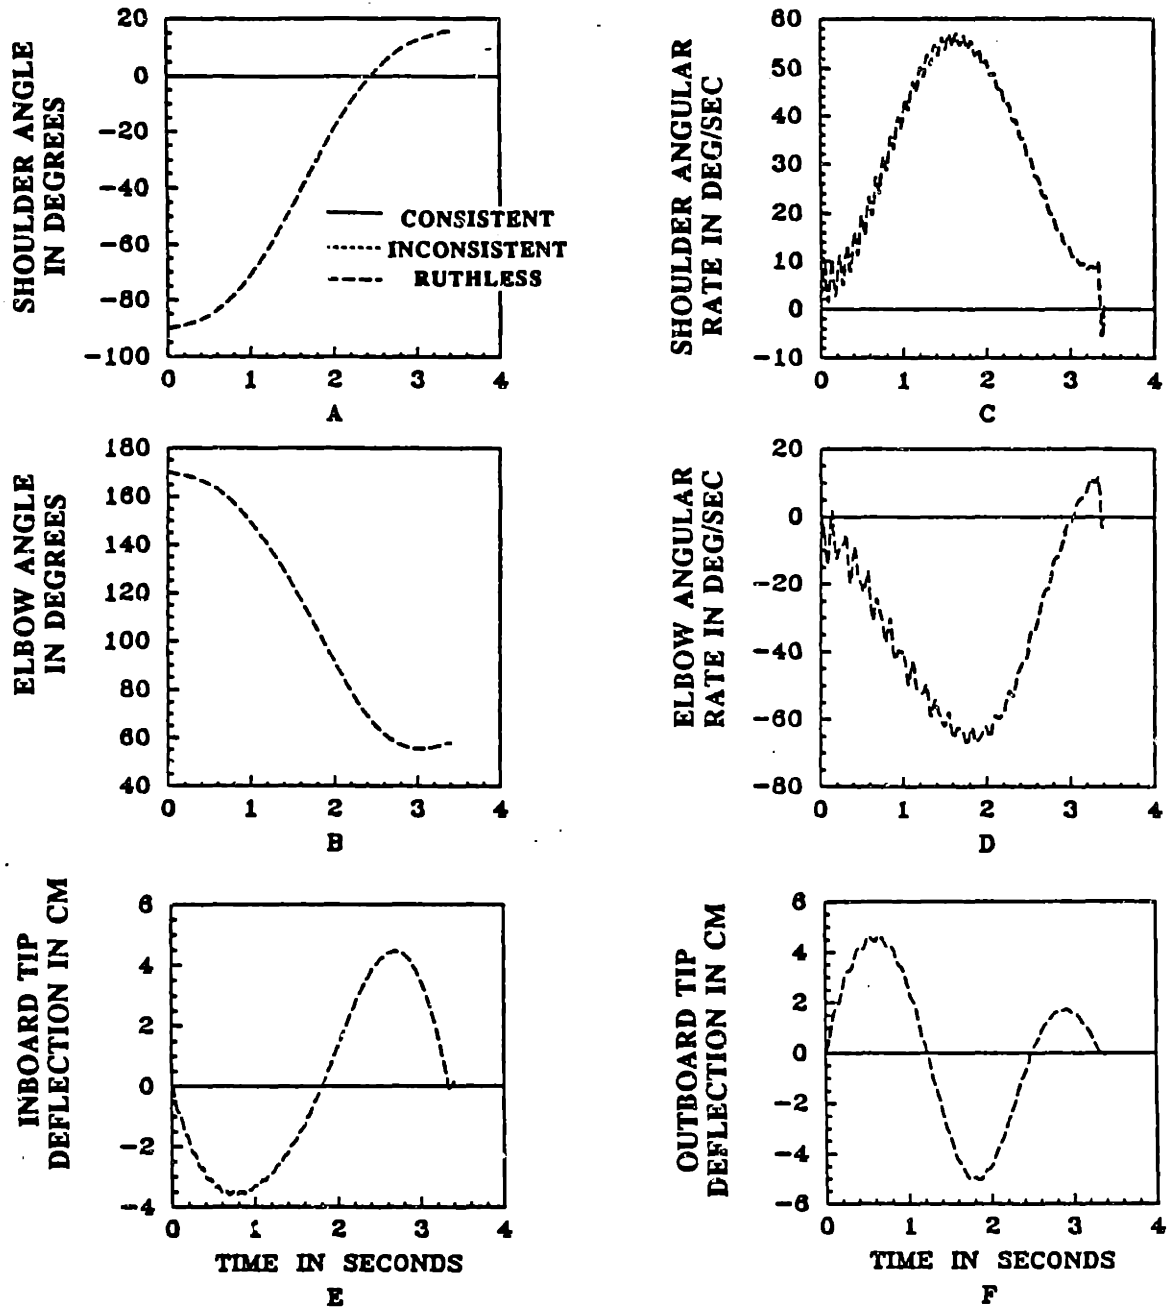 SHOULDER ANGLE
IN DEGREES
20
0
-20
-40
-60
-80
-100
0 1 2 3 4
A
CONSISTENT
INCONSISTENT
RUTHLESS
SHOULDER ANGULAR
RATE IN DEG/SEC
60
50
40
30
20
10
0
-10
0 1 2 3 4
C
ELBOW ANGLE
IN DEGREES
180
160
140
120
100
80
60
40
0 1 2 3 4
B
ELBOW ANGULAR
RATE IN DEG/SEC
20
0
-20
-40
-60
-80
0 1 2 3 4
D
INBOARD TIP
DEFLECTION IN CM
6
4
2
0
-2
-4
0 1 2 3 4
TIME IN SECONDS
E
OUTBOARD TIP
DEFLECTION IN CM
6
4
2
0
-2
-4
-6
0 1 2 3 4
TIME IN SECONDS
F